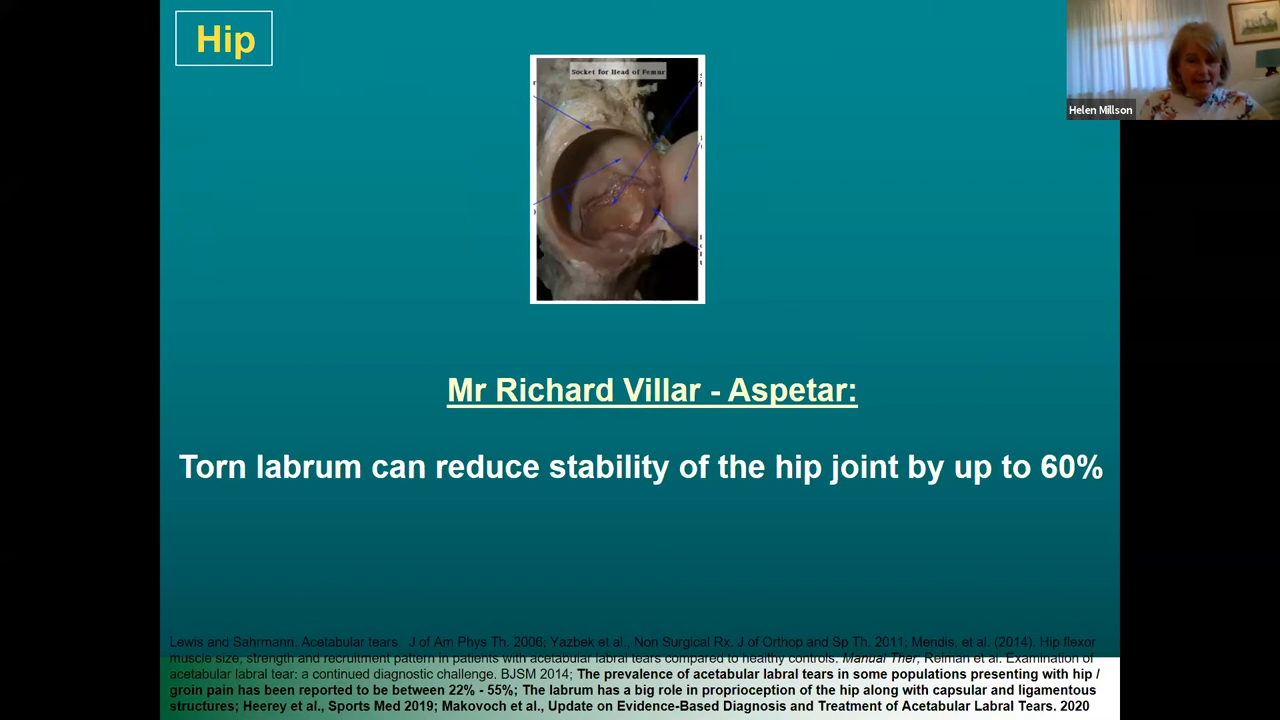 Hip
Socket for Head of Femur
Helen Millson
Mr Richard Villar - Aspetar:
Torn labrum can reduce stability of the hip joint by up to 60%
Lewis and Sahrmann. Acetabular tears. J of Am Phys Th. 2006; Yazbek et al., Non Surgical Rx. J of Orthop and Sp Th. 2011; Mendis, et al. (2014). Hip flexor
muscle size, strength and recruitment pattern in patients with acetabular labral tears compared to healthy controls. Manual Ther, Reiman et al. Examination of
acetabular labral tear: a continued diagnostic challenge. BJSM 2014; The prevalence of acetabular labral tears in some populations presenting with hip /
groin pain has been reported to be between 22% - 55%; The labrum has a big role in proprioception of the hip along with capsular and ligamentous
structures; Heerey et al., Sports Med 2019; Makovoch et al., Update on Evidence-Based Diagnosis and Treatment of Acetabular Labral Tears. 2020